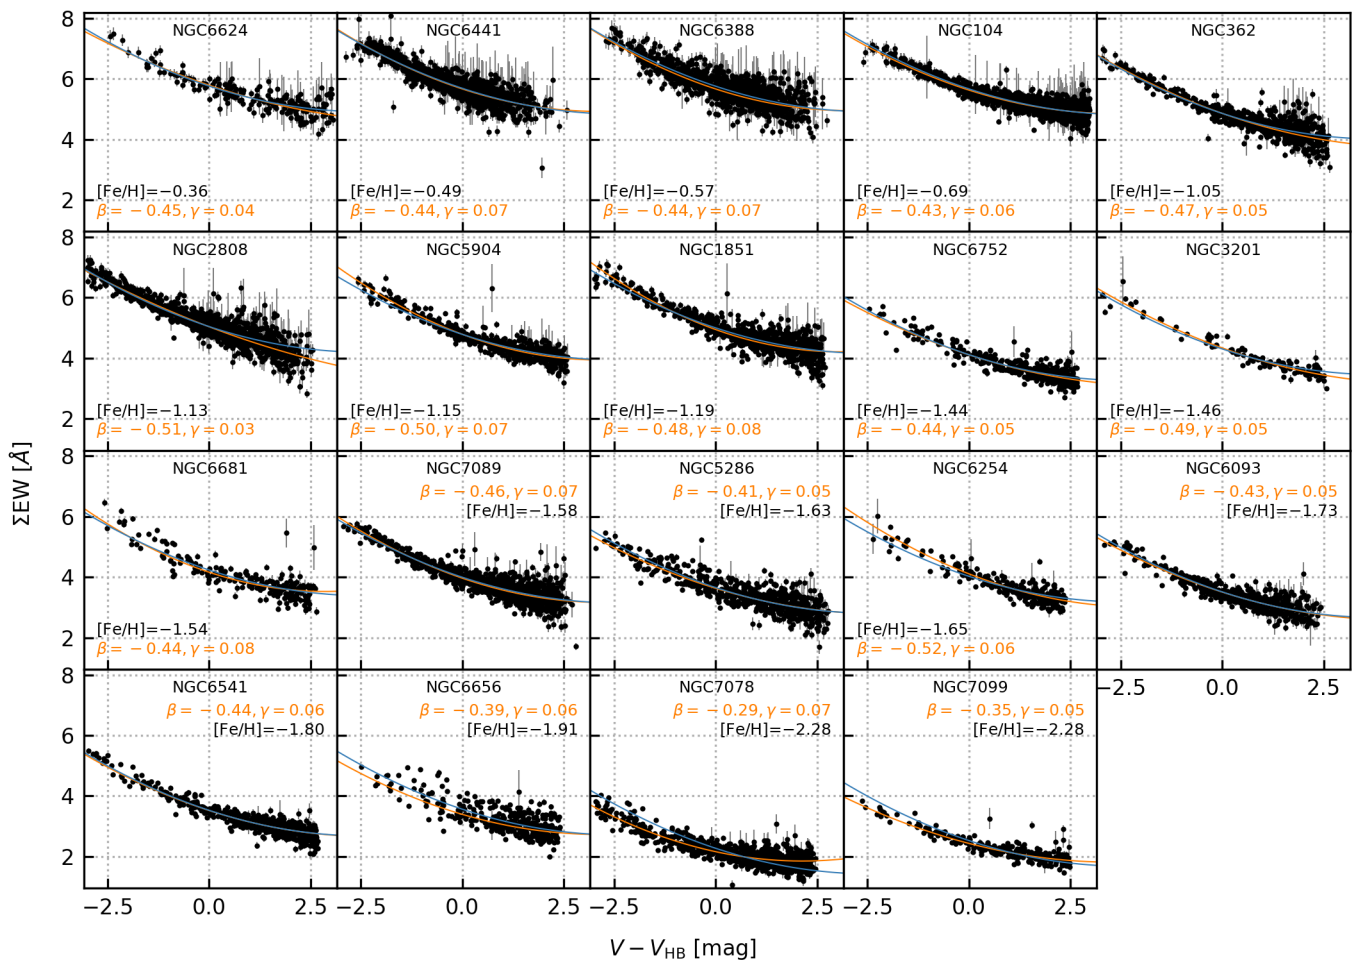 8
6
4
2
NGC6624
[Fe/H]=−0.36
β = −0.45, γ = 0.04
NGC6441
[Fe/H]=−0.49
β = −0.44, γ = 0.07
NGC6388
[Fe/H]=−0.57
β = −0.44, γ = 0.07
NGC104
[Fe/H]=−0.69
β = −0.43, γ = 0.06
NGC362
[Fe/H]=−1.05
β = −0.47, γ = 0.05
8
6
4
2
NGC2808
[Fe/H]=−1.13
β = −0.51, γ = 0.03
NGC5904
[Fe/H]=−1.15
β = −0.50, γ = 0.07
NGC1851
[Fe/H]=−1.19
β = −0.48, γ = 0.08
NGC6752
[Fe/H]=−1.44
β = −0.44, γ = 0.05
NGC3201
[Fe/H]=−1.46
β = −0.49, γ = 0.05
ΣEW [Å]
8
6
4
2
NGC6681
[Fe/H]=−1.54
β = −0.44, γ = 0.08
NGC7089
β = −0.46, γ = 0.07
[Fe/H]=−1.58
NGC5286
β = −0.41, γ = 0.05
[Fe/H]=−1.63
NGC6254
[Fe/H]=−1.65
β = −0.52, γ = 0.06
NGC6093
β = −0.43, γ = 0.05
[Fe/H]=−1.73
−2.5 0.0 2.5
8
6
4
2
NGC6541
β = −0.44, γ = 0.06
[Fe/H]=−1.80
NGC6656
β = −0.39, γ = 0.06
[Fe/H]=−1.91
NGC7078
β = −0.29, γ = 0.07
[Fe/H]=−2.28
NGC7099
β = −0.35, γ = 0.05
[Fe/H]=−2.28
−2.5 0.0 2.5 −2.5 0.0 2.5 −2.5 0.0 2.5 −2.5 0.0 2.5
V − V_HB [mag]